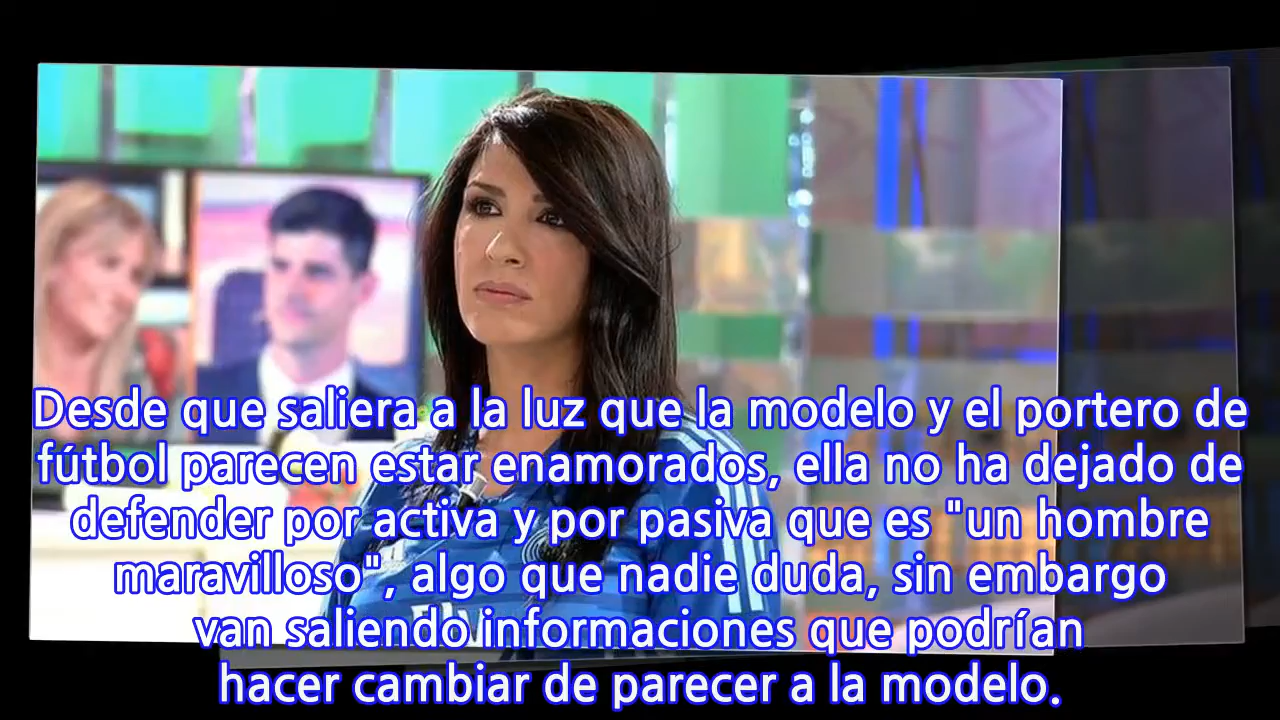 Desde que saliera a la luz que la modelo y el portero de
fútbol parecen estar enamorados, ella no ha dejado de
defender por activa y por pasiva que es "un hombre
maravilloso", algo que nadie duda, sin embargo
van saliendo informaciones que podrían
hacer cambiar de parecer a la modelo.